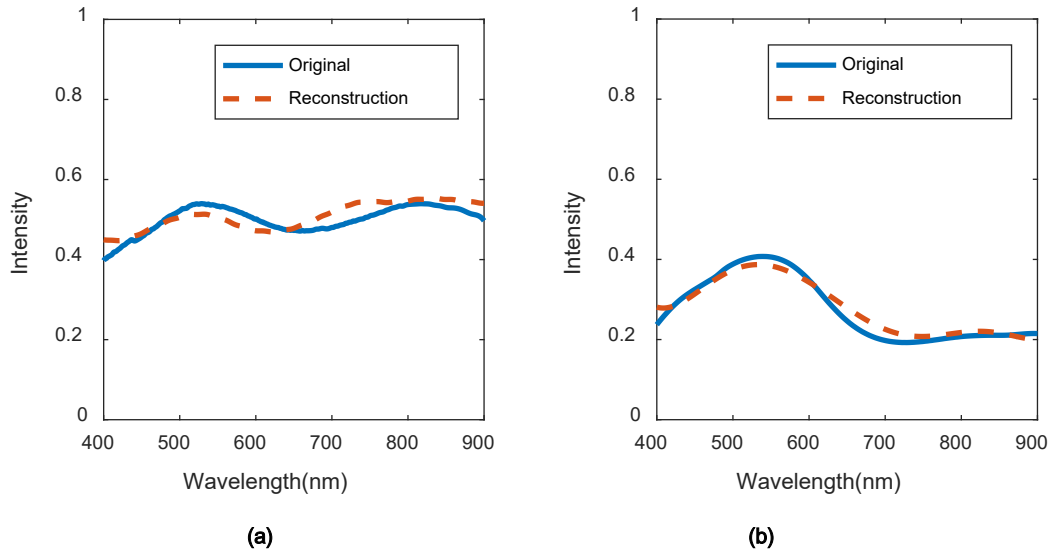 1
0.8
0.6
0.4
0.2
0
Intensity
Original
Reconstruction
400 500 600 700 800 900
Wavelength(nm)
(a)
1
0.8
0.6
0.4
0.2
0
Intensity
Original
Reconstruction
400 500 600 700 800 900
Wavelength(nm)
(b)